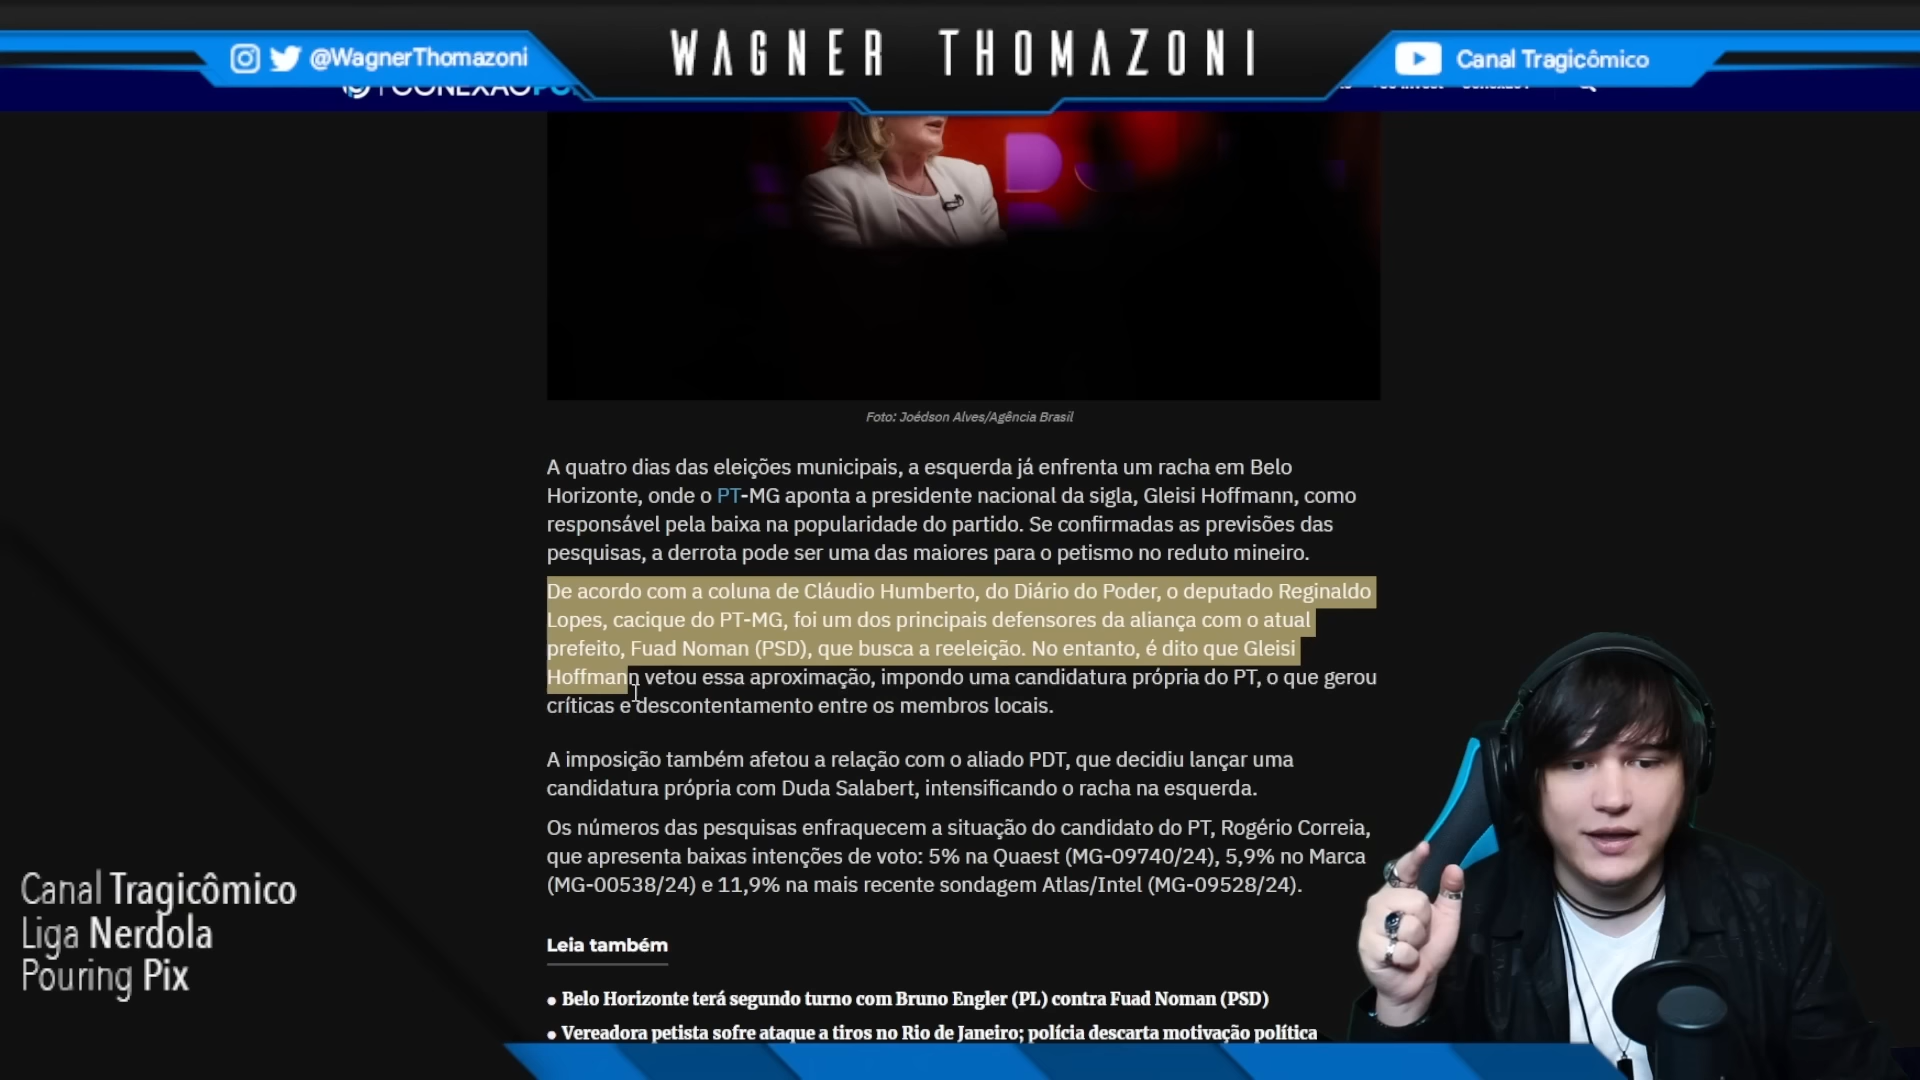 @WagnerThomazoni
WAGNER THOMAZONI
Canal Tragicômico
Foto: Joédson Alves/Agência Brasil
A quatro dias das eleições municipais, a esquerda já enfrenta um racha em Belo
Horizonte, onde o PT-MG aponta a presidente nacional da sigla, Gleisi Hoffmann, como
responsável pela baixa na popularidade do partido. Se confirmadas as previsões das
pesquisas, a derrota pode ser uma das maiores para o petismo no reduto mineiro.
De acordo com a coluna de Cláudio Humberto, do Diário do Poder, o deputado Reginaldo
Lopes, cacique do PT-MG, foi um dos principais defensores da aliança com o atual
prefeito, Fuad Noman (PSD), que busca a reeleição. No entanto, é dito que Gleisi
Hoffmann vetou essa aproximação, impondo uma candidatura própria do PT, o que gerou
críticas e descontentamento entre os membros locais.
A imposição também afetou a relação com o aliado PDT, que decidiu lançar uma
candidatura própria com Duda Salabert, intensificando o racha na esquerda.
Os números das pesquisas enfraquecem a situação do candidato do PT, Rogério Correia,
que apresenta baixas intenções de voto: 5% na Quaest (MG-09740/24), 5,9% no Marca
(MG-00538/24) e 11,9% na mais recente sondagem Atlas/Intel (MG-09528/24).
Leia também
• Belo Horizonte terá segundo turno com Bruno Engler (PL) contra Fuad Noman (PSD)
• Vereadora petista sofre ataque a tiros no Rio de Janeiro; polícia descarta motivação política
Canal Tragicômico
Liga Nerdola
Pouring Pix